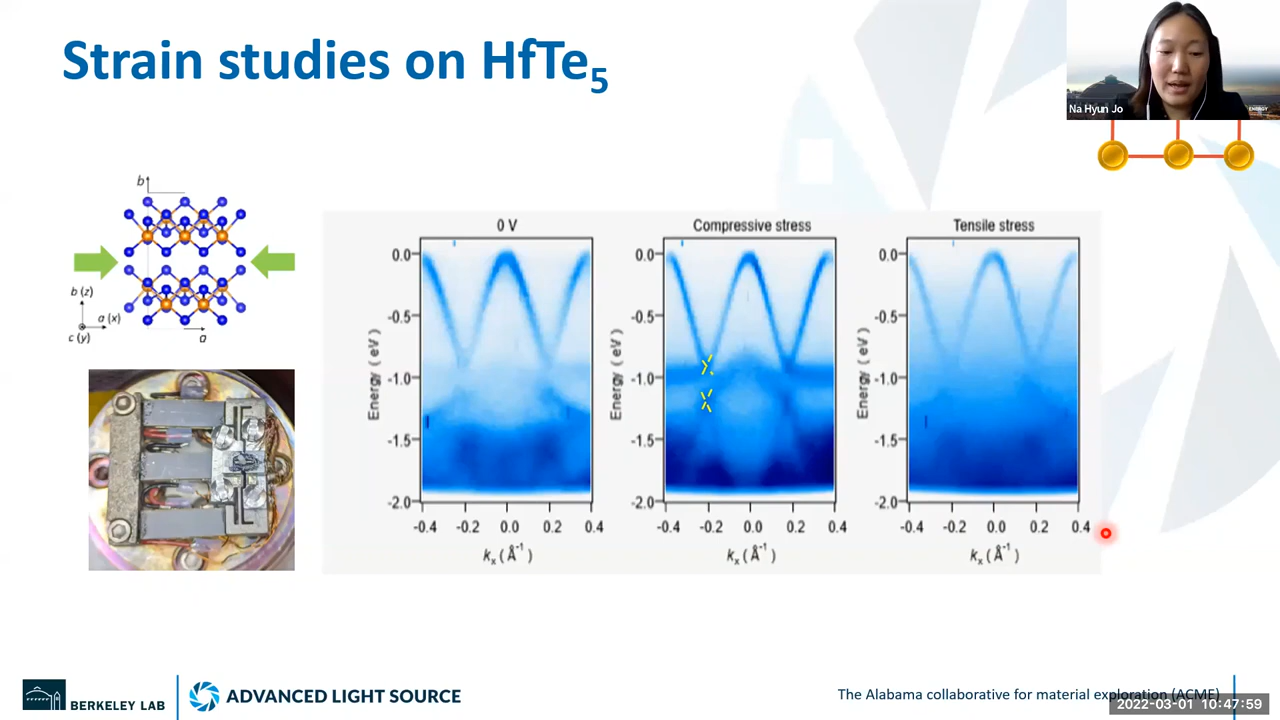 Strain studies on HfTe5
Na Hyun Jo
ENERGY
b
b (z)
a (x)
c (y)
a
0 V
Compressive stress
Tensile stress
Energy ( eV)
0.0
-0.5
-1.0
-1.5
-2.0
-0.4 -0.2 0.0 0.2 0.4
kx ( Å-1 )
Energy ( eV)
0.0
-0.5
-1.0
-1.5
-2.0
-0.4 -0.2 0.0 0.2 0.4
kx ( Å-1 )
Energy ( eV)
0.0
-0.5
-1.0
-1.5
-2.0
-0.4 -0.2 0.0 0.2 0.4
kx ( Å-1 )
BERKELEY LAB
ADVANCED LIGHT SOURCE
The Alabama collaborative for material exploration (ACME)
2022-03-01 10:47:59